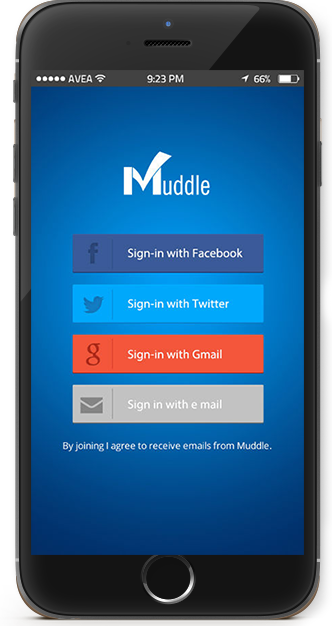 AVEA 9:23 PM 66%
Muddle
Sign-in with Facebook
Sign-in with Twitter
Sign-in with Gmail
Sign in with e mail
By joining I agree to receive emails from Muddle.